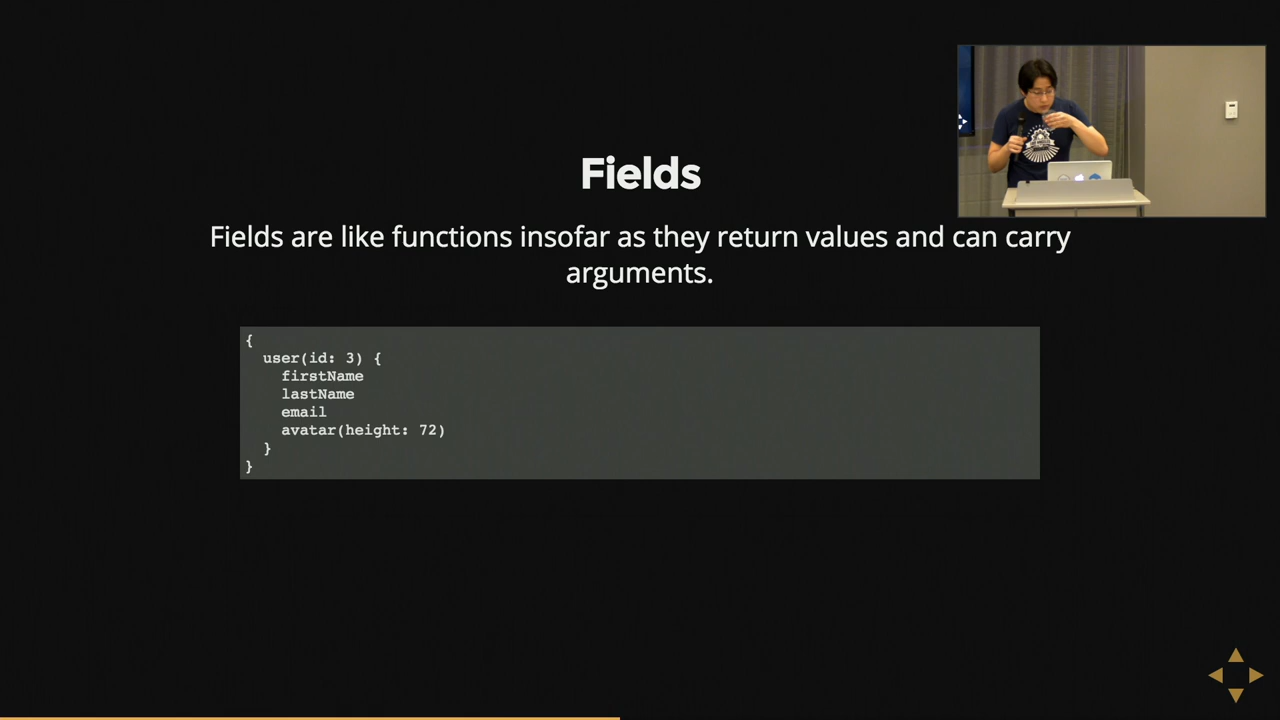 Fields
Fields are like functions insofar as they return values and can carry
arguments.
{
  user(id: 3) {
    firstName
    lastName
    email
    avatar(height: 72)
  }
}